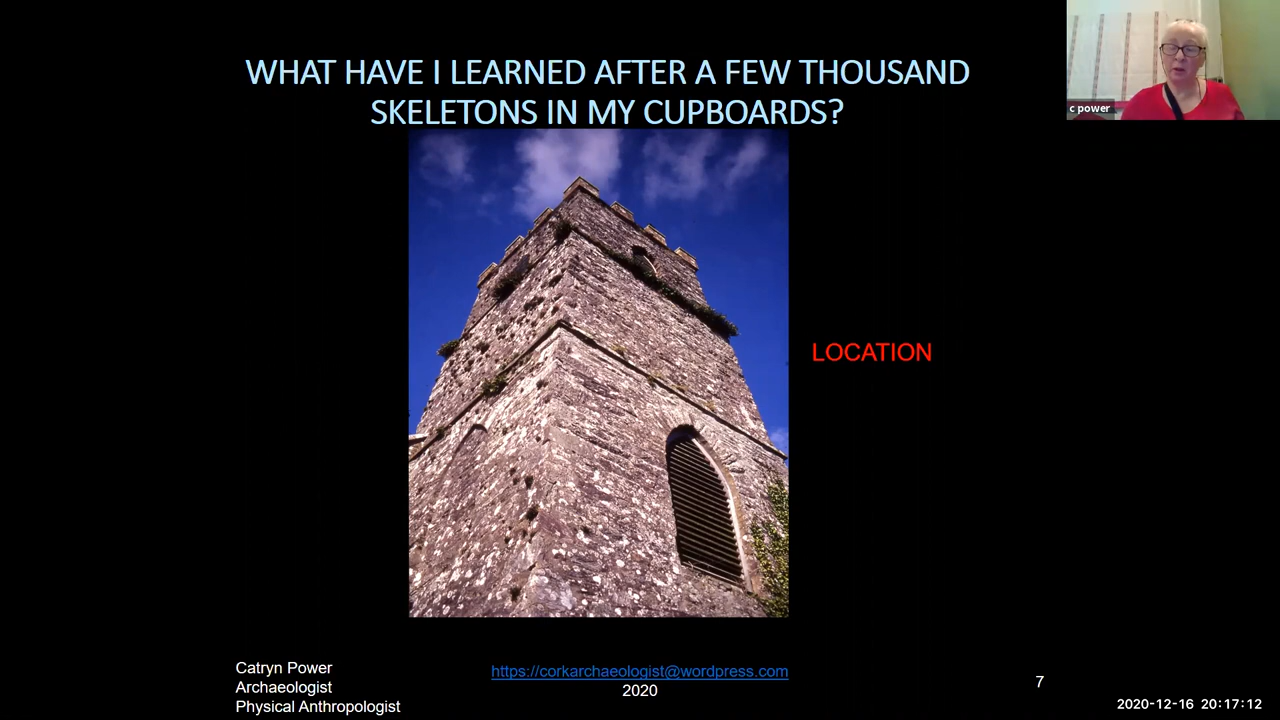 WHAT HAVE I LEARNED AFTER A FEW THOUSAND
SKELETONS IN MY CUPBOARDS?
c power
LOCATION
Catryn Power
Archaeologist
Physical Anthropologist
https://corkarchaeologist@wordpress.com
2020
7
2020-12-16 20:17:12